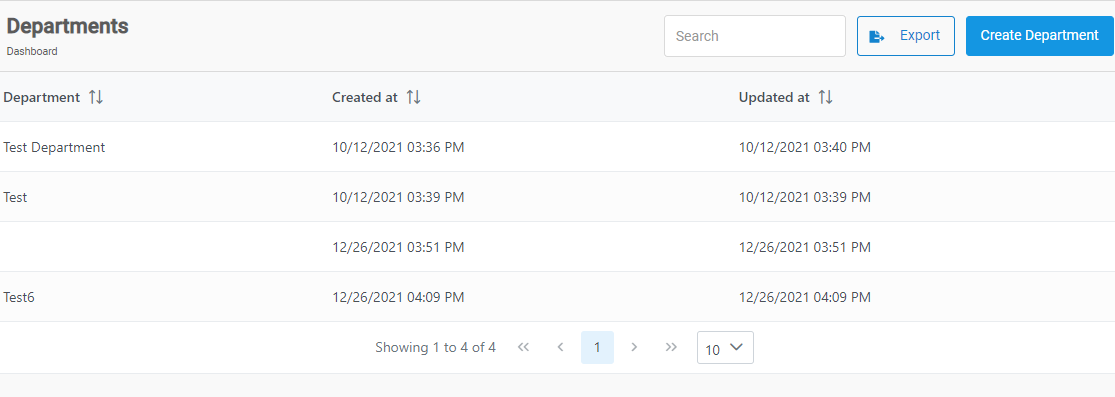 Departments
Dashboard
Search
Export
Create Department
Department Created at Updated at
Test Department 10/12/2021 03:36 PM 10/12/2021 03:40 PM
Test 10/12/2021 03:39 PM 10/12/2021 03:39 PM
12/26/2021 03:51 PM 12/26/2021 03:51 PM
Test6 12/26/2021 04:09 PM 12/26/2021 04:09 PM
Showing 1 to 4 of 4 1 10